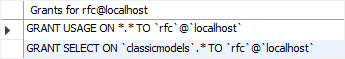 Grants for rfc@localhost
GRANT USAGE ON *.* TO `rfc`@`localhost`
GRANT SELECT ON `classicmodels`.* TO `rfc`@`localhost`